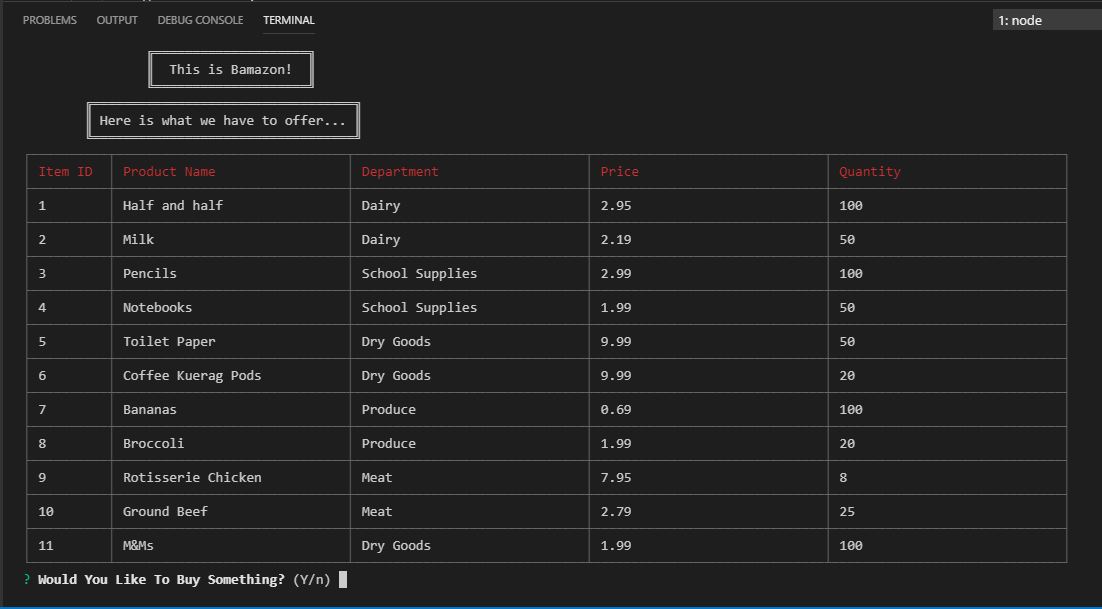 PROBLEMS OUTPUT DEBUG CONSOLE TERMINAL 1: node
This is Bamazon!
Here is what we have to offer...
Item ID Product Name Department Price Quantity
1 Half and half Dairy 2.95 100
2 Milk Dairy 2.19 50
3 Pencils School Supplies 2.99 100
4 Notebooks School Supplies 1.99 50
5 Toilet Paper Dry Goods 9.99 50
6 Coffee Kuerag Pods Dry Goods 9.99 20
7 Bananas Produce 0.69 100
8 Broccoli Produce 1.99 20
9 Rotisserie Chicken Meat 7.95 8
10 Ground Beef Meat 2.79 25
11 M&Ms Dry Goods 1.99 100
? Would You Like To Buy Something? (Y/n)